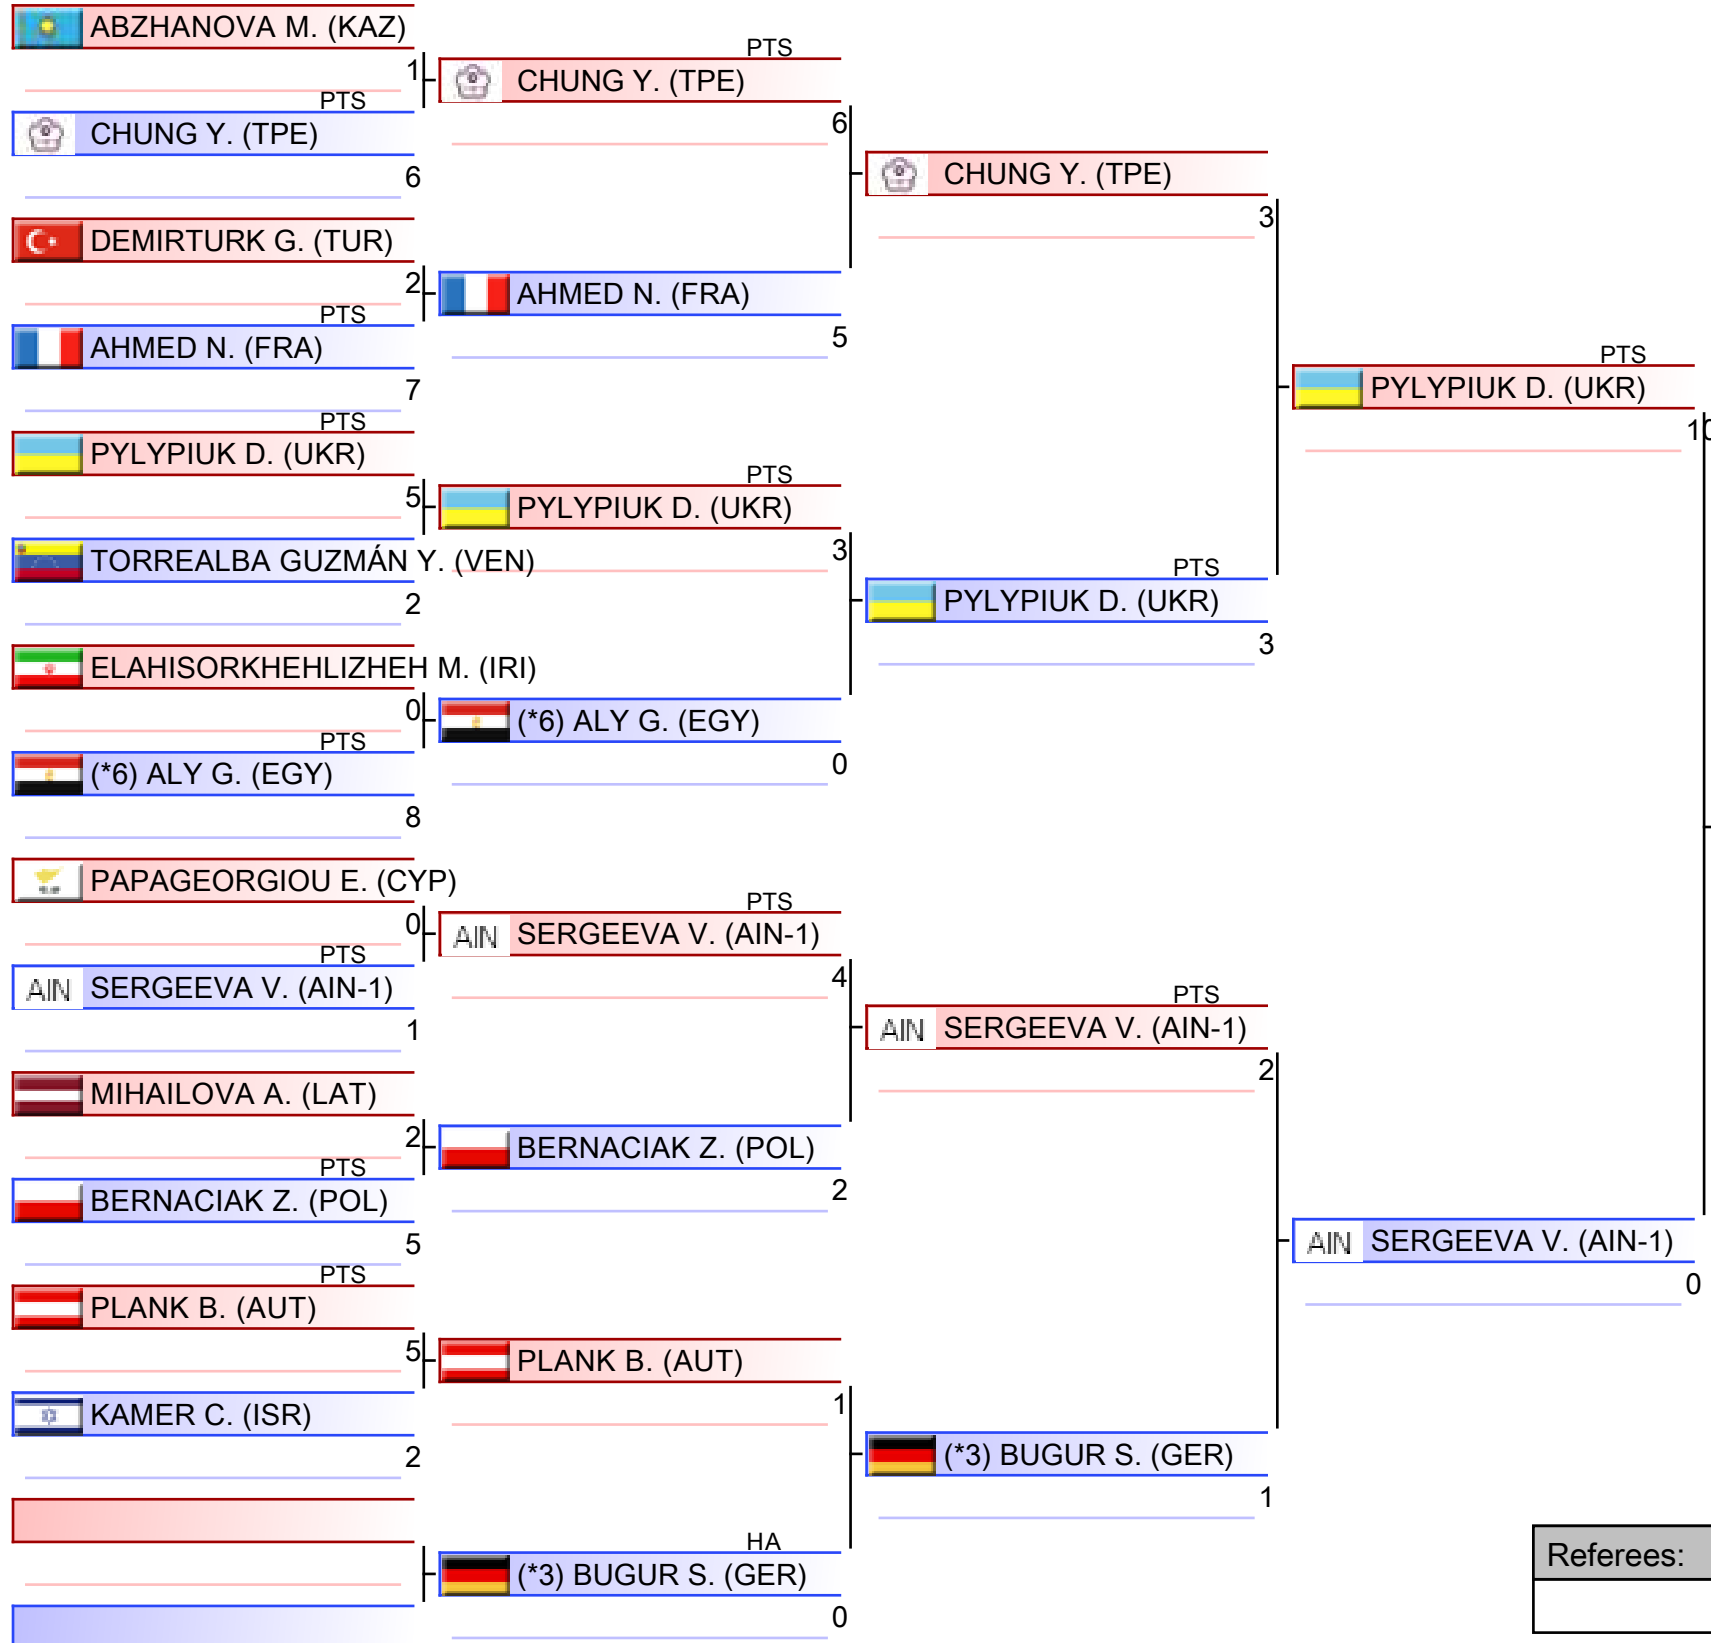 ABZHANOVA M. (KAZ)
1
PTS
CHUNG Y. (TPE)
6
DEMIRTURK G. (TUR)
2
PTS
AHMED N. (FRA)
7
PTS
PYLYPIUK D. (UKR)
5
TORREALBA GUZMÁN Y. (VEN)
2
ELAHISORKHEHLIZHEH M. (IRI)
0
PTS
(*6) ALY G. (EGY)
8
PAPAGEORGIOU E. (CYP)
0
PTS
AIN SERGEEVA V. (AIN-1)
1
MIHAILOVA A. (LAT)
2
PTS
BERNACIAK Z. (POL)
5
PTS
PLANK B. (AUT)
5
KAMER C. (ISR)
2
PTS
CHUNG Y. (TPE)
6
AHMED N. (FRA)
5
PTS
PYLYPIUK D. (UKR)
3
(*6) ALY G. (EGY)
0
PTS
AIN SERGEEVA V. (AIN-1)
4
BERNACIAK Z. (POL)
2
PLANK B. (AUT)
1
HA
(*3) BUGUR S. (GER)
0
CHUNG Y. (TPE)
3
PTS
PYLYPIUK D. (UKR)
3
PTS
AIN SERGEEVA V. (AIN-1)
2
(*3) BUGUR S. (GER)
1
PTS
PYLYPIUK D. (UKR)
10
AIN SERGEEVA V. (AIN-1)
0
Referees: